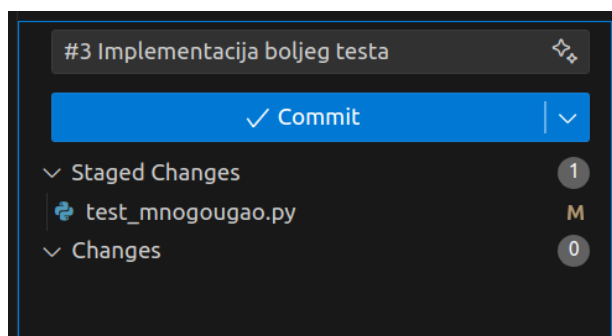 #3 Implementacija boljeg testa
Commit
Staged Changes 1
test_mnogougao.py M
Changes 0